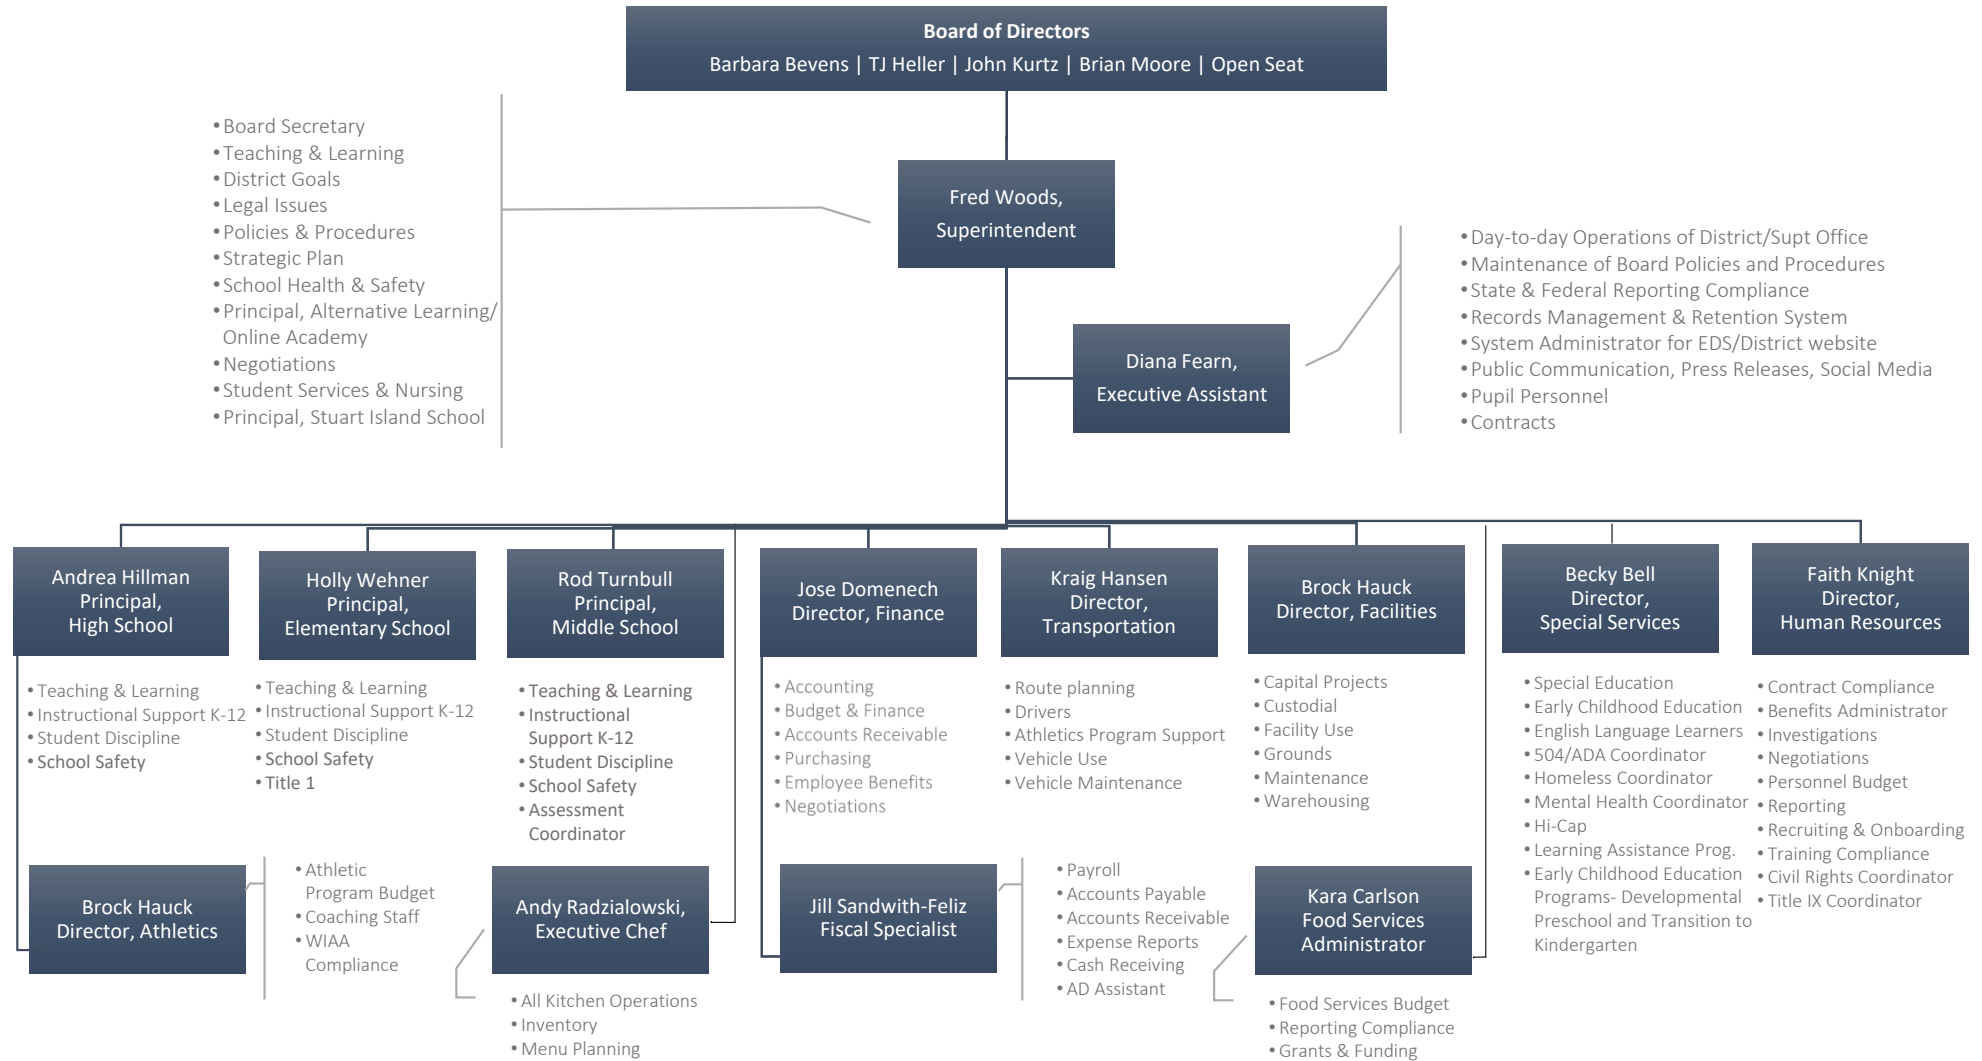 Board of Directors
Barbara Bevens | TJ Heller | John Kurtz | Brian Moore | Open Seat
• Board Secretary
• Teaching & Learning
• District Goals
• Legal Issues
• Policies & Procedures
• Strategic Plan
• School Health & Safety
• Principal, Alternative Learning/
Online Academy
• Negotiations
• Student Services & Nursing
• Principal, Stuart Island School
Fred Woods,
Superintendent
Diana Fearn,
Executive Assistant
• Day-to-day Operations of District/Supt Office
• Maintenance of Board Policies and Procedures
• State & Federal Reporting Compliance
• Records Management & Retention System
• System Administrator for EDS/District website
• Public Communication, Press Releases, Social Media
• Pupil Personnel
• Contracts
Andrea Hillman
Principal,
High School
• Teaching & Learning
• Instructional Support K-12
• Student Discipline
• School Safety
Holly Wehner
Principal,
Elementary School
• Teaching & Learning
• Instructional Support K-12
• Student Discipline
• School Safety
• Title 1
Rod Turnbull
Principal,
Middle School
• Teaching & Learning
• Instructional
Support K-12
• Student Discipline
• School Safety
• Assessment
Coordinator
Jose Domenech
Director, Finance
• Accounting
• Budget & Finance
• Accounts Receivable
• Purchasing
• Employee Benefits
• Negotiations
Kraig Hansen
Director,
Transportation
• Route planning
• Drivers
• Athletics Program Support
• Vehicle Use
• Vehicle Maintenance
Brock Hauck
Director, Facilities
• Capital Projects
• Custodial
• Facility Use
• Grounds
• Maintenance
• Warehousing
Becky Bell
Director,
Special Services
• Special Education
• Early Childhood Education
• English Language Learners
• 504/ADA Coordinator
• Homeless Coordinator
• Mental Health Coordinator
• Hi-Cap
• Learning Assistance Prog.
• Early Childhood Education
Programs- Developmental
Preschool and Transition to
Kindergarten
Faith Knight
Director,
Human Resources
• Contract Compliance
• Benefits Administrator
• Investigations
• Negotiations
• Personnel Budget
• Reporting
• Recruiting & Onboarding
• Training Compliance
• Civil Rights Coordinator
• Title IX Coordinator
Brock Hauck
Director, Athletics
• Athletic
Program Budget
• Coaching Staff
• WIAA
Compliance
Andy Radzialowski,
Executive Chef
• All Kitchen Operations
• Inventory
• Menu Planning
Jill Sandwith-Feliz
Fiscal Specialist
• Payroll
• Accounts Payable
• Accounts Receivable
• Expense Reports
• Cash Receiving
• AD Assistant
Kara Carlson
Food Services
Administrator
• Food Services Budget
• Reporting Compliance
• Grants & Funding